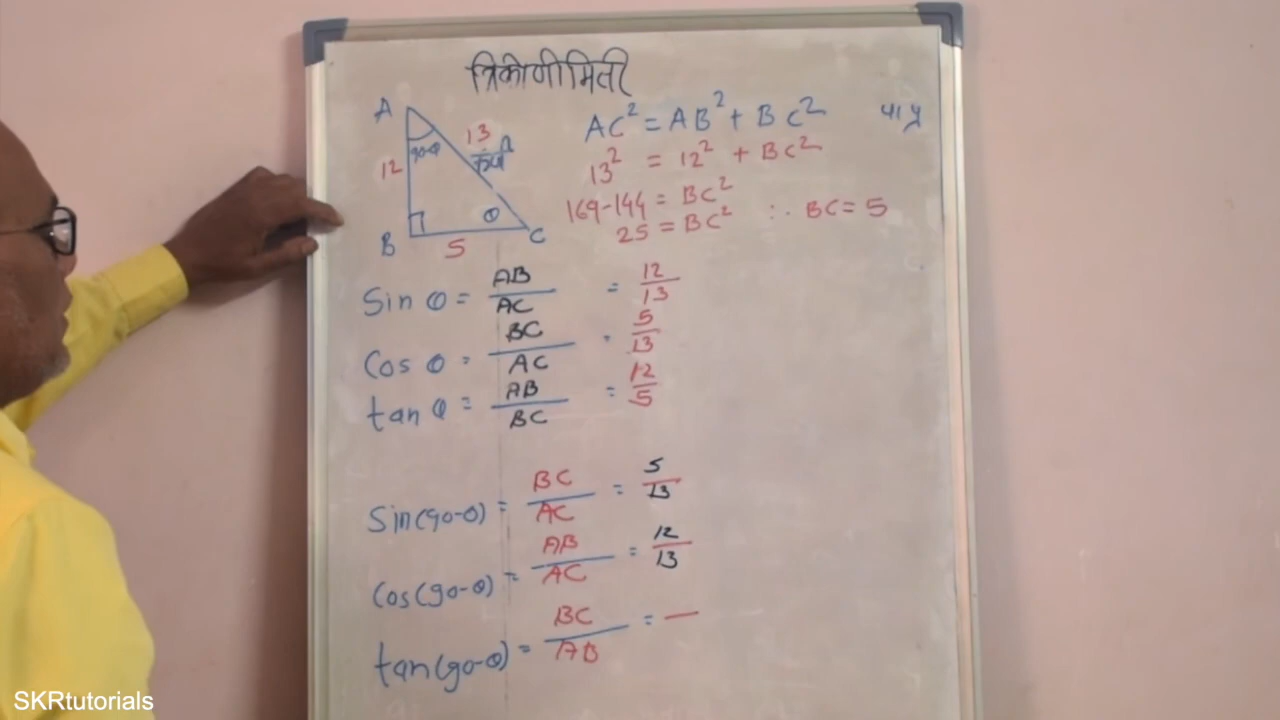 त्रिकोणीमिती
A
13
कर्ण
90-θ
12
θ
B
5
C
AC² = AB² + BC²
13² = 12² + BC²
169-144 = BC²
25 = BC² ∴ BC = 5
Sin θ = AB/AC = 12/13
Cos θ = BC/AC = 5/13
tan θ = AB/BC = 12/5
Sin(90-θ) = BC/AC = 5/13
Cos(90-θ) = AB/AC = 12/13
tan(90-θ) = BC/AB =
SKRtutorials